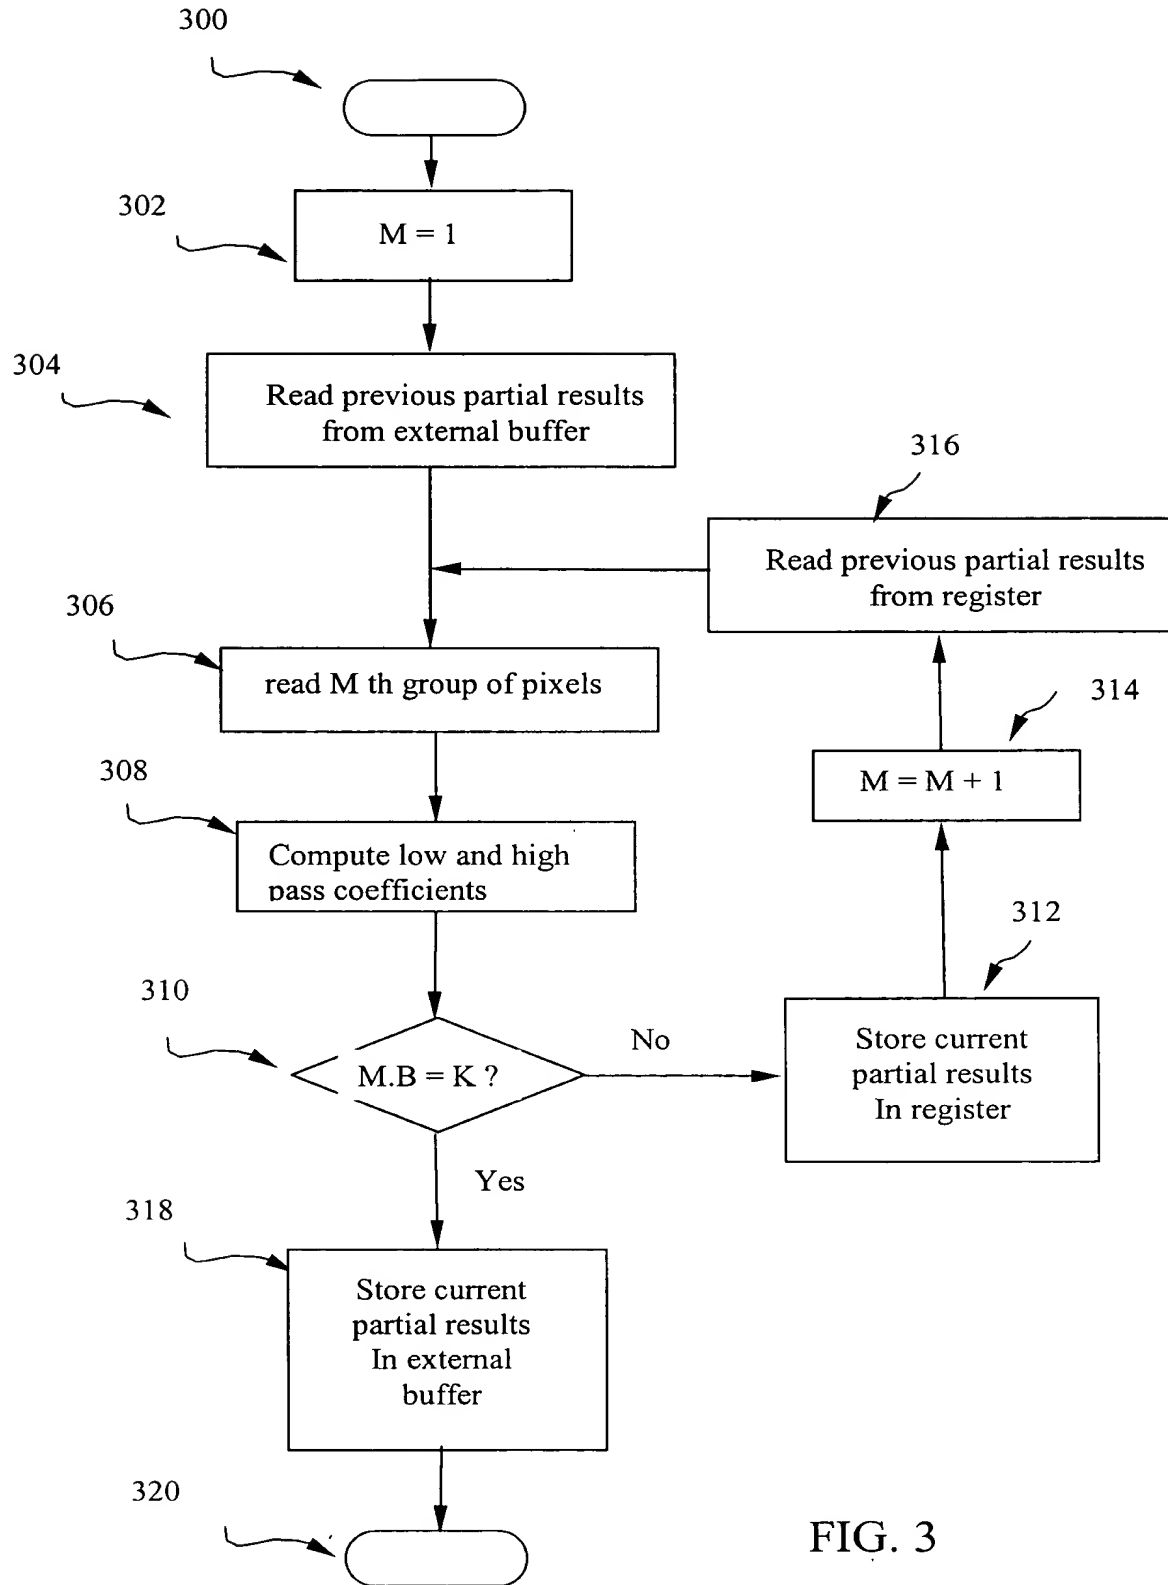 300
302
M = 1
304
Read previous partial results
from external buffer
316
Read previous partial results
from register
306
read M th group of pixels
314
M = M + 1
308
Compute low and high
pass coefficients
312
310
M.B = K ?
No
Store current
partial results
In register
Yes
318
Store current
partial results
In external
buffer
320
FIG. 3